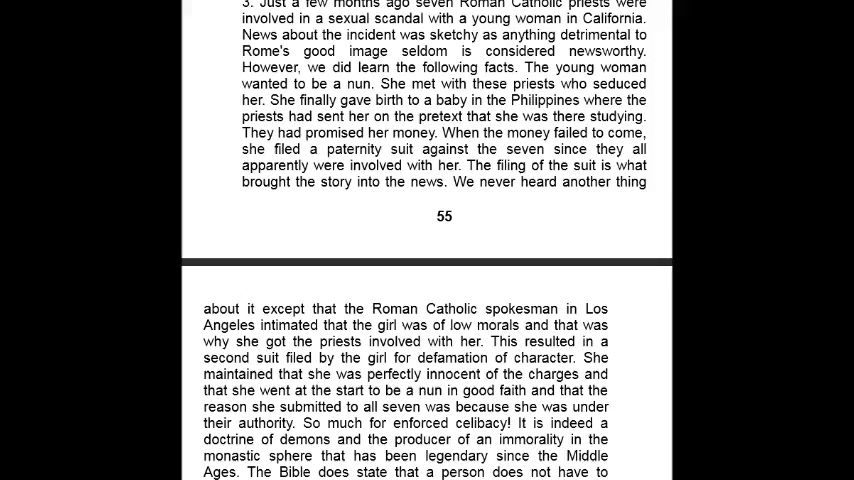 3. Just a few months ago seven Roman Catholic priests were
involved in a sexual scandal with a young woman in California.
News about the incident was sketchy as anything detrimental to
Rome's good image seldom is considered newsworthy.
However, we did learn the following facts. The young woman
wanted to be a nun. She met with these priests who seduced
her. She finally gave birth to a baby in the Philippines where the
priests had sent her on the pretext that she was there studying.
They had promised her money. When the money failed to come,
she filed a paternity suit against the seven since they all
apparently were involved with her. The filing of the suit is what
brought the story into the news. We never heard another thing
55
about it except that the Roman Catholic spokesman in Los
Angeles intimated that the girl was of low morals and that was
why she got the priests involved with her. This resulted in a
second suit filed by the girl for defamation of character. She
maintained that she was perfectly innocent of the charges and
that she went at the start to be a nun in good faith and that the
reason she submitted to all seven was because she was under
their authority. So much for enforced celibacy! It is indeed a
doctrine of demons and the producer of an immorality in the
monastic sphere that has been legendary since the Middle
Ages. The Bible does state that a person does not have to